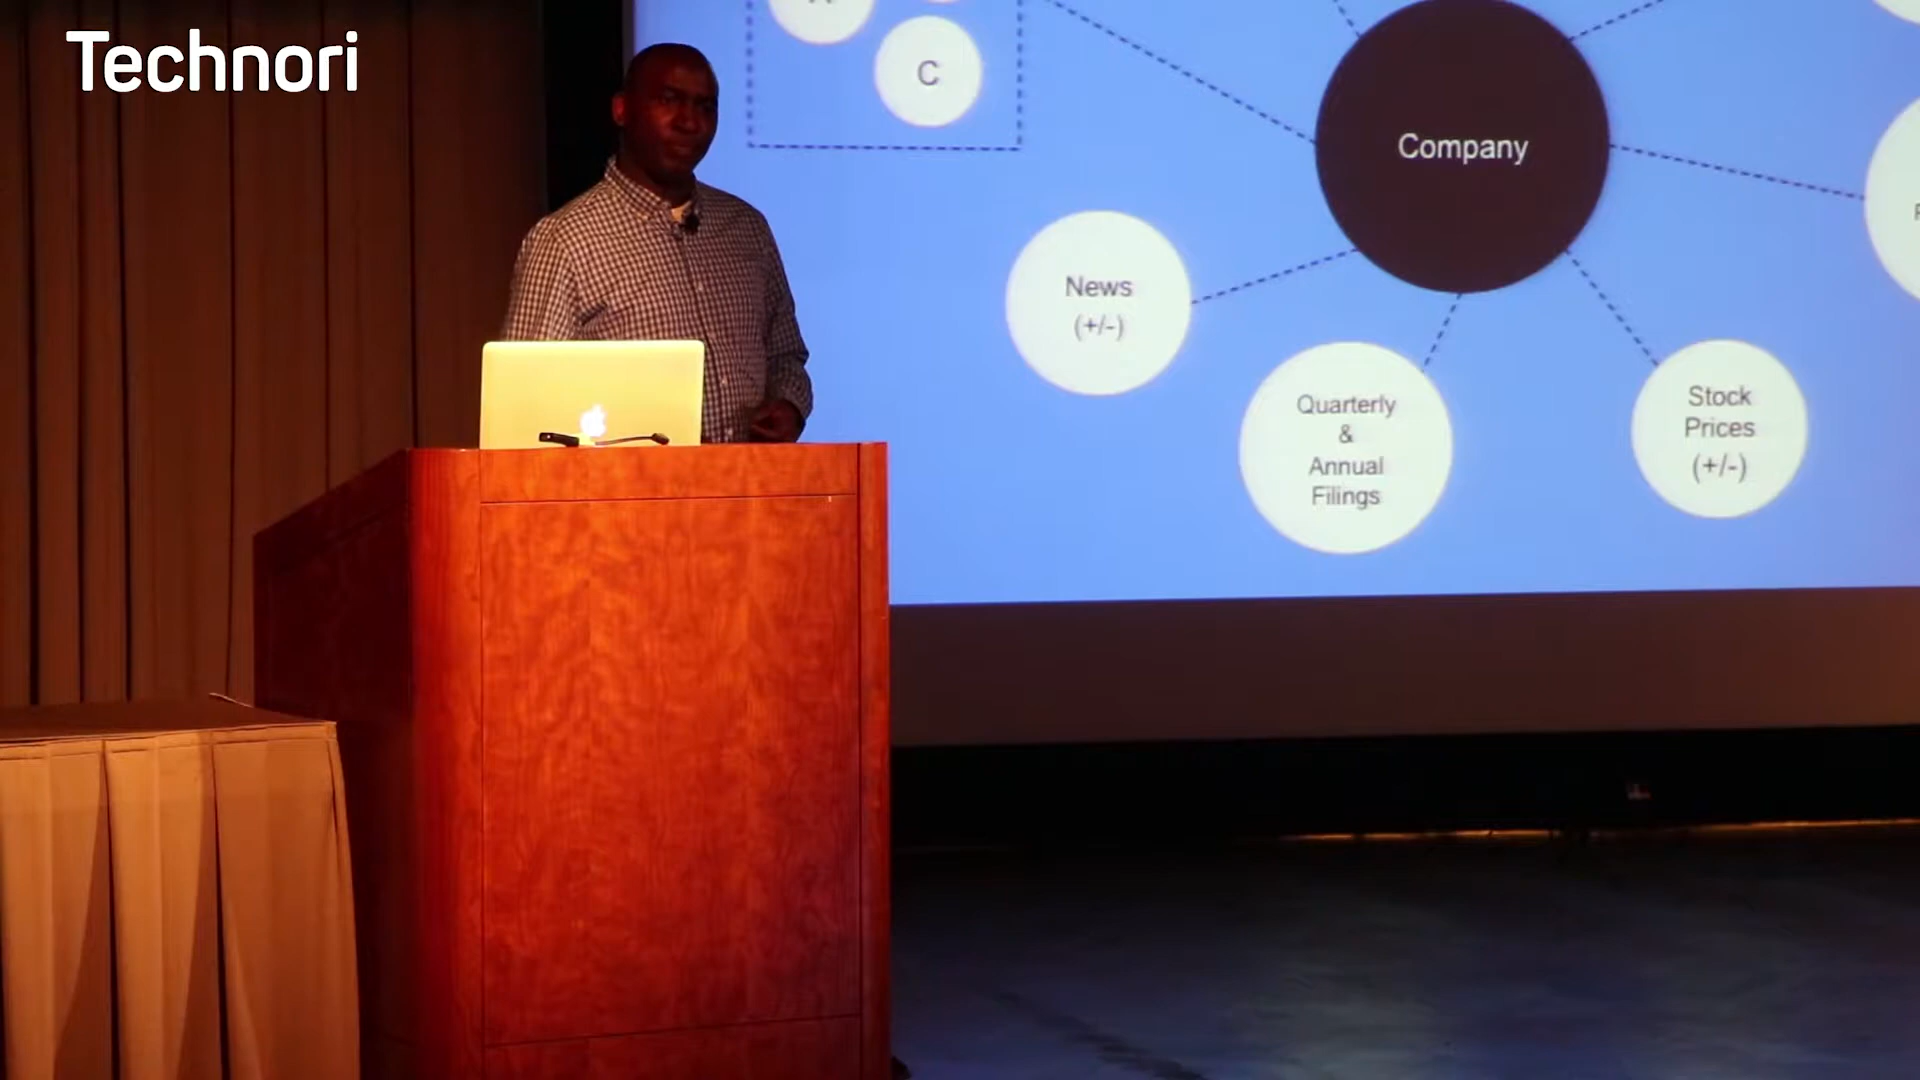 Technori
C
Company
News
(+/-)
Quarterly
&
Annual
Filings
Stock
Prices
(+/-)